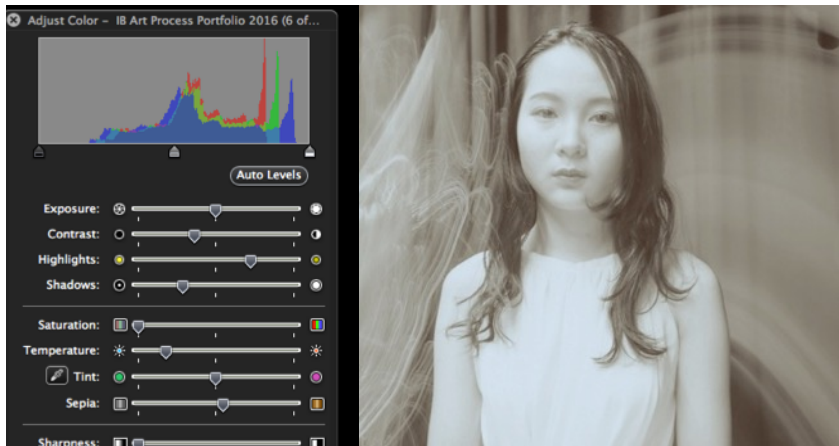 Adjust Color – IB Art Process Portfolio 2016 (6 of...
Auto Levels
Exposure:
Contrast:
Highlights:
Shadows:
Saturation:
Temperature:
Tint:
Sepia:
Sharpness: